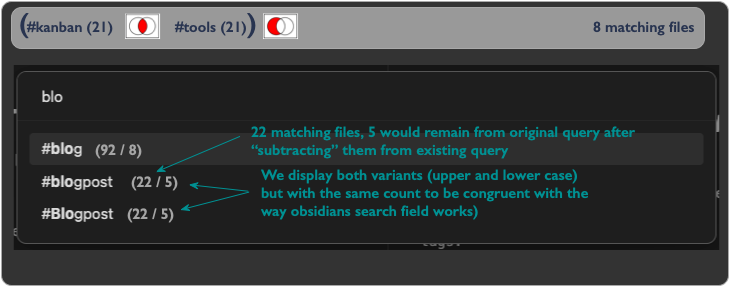 (#kanban (21) #tools (21)) 8 matching files
blo
22 matching files, 5 would remain from original query after
“subtracting” them from existing query
#blog (92 / 8)
We display both variants (upper and lower case)
#blogpost (22 / 5)
but with the same count to be congruent with the
way obsidians search field works)
#Blogpost (22 / 5)